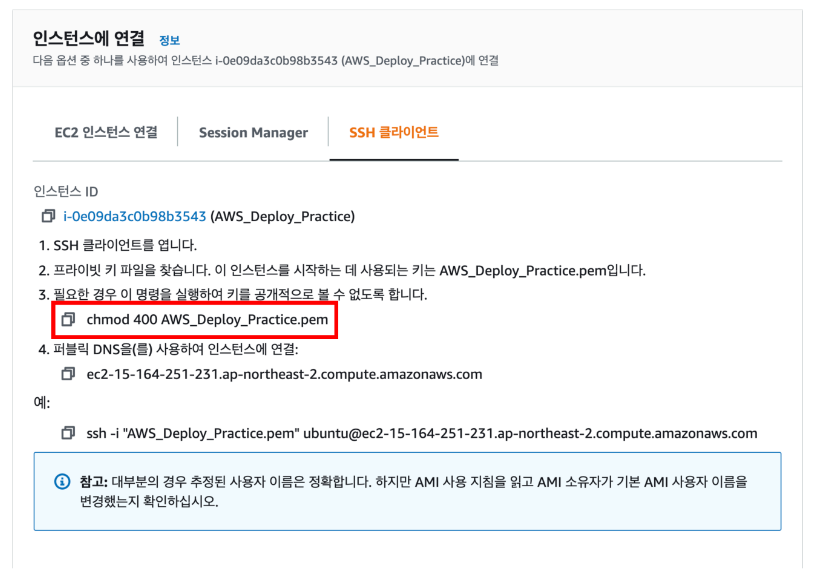 인스턴스에 연결 정보
다음 옵션 중 하나를 사용하여 인스턴스 i-0e09da3c0b98b3543 (AWS_Deploy_Practice)에 연결
EC2 인스턴스 연결 Session Manager SSH 클라이언트
인스턴스 ID
i-0e09da3c0b98b3543 (AWS_Deploy_Practice)
1. SSH 클라이언트를 엽니다.
2. 프라이빗 키 파일을 찾습니다. 이 인스턴스를 시작하는 데 사용되는 키는 AWS_Deploy_Practice.pem입니다.
3. 필요한 경우 이 명령을 실행하여 키를 공개적으로 볼 수 없도록 합니다.
chmod 400 AWS_Deploy_Practice.pem
4. 퍼블릭 DNS을(를) 사용하여 인스턴스에 연결:
ec2-15-164-251-231.ap-northeast-2.compute.amazonaws.com
예:
ssh -i "AWS_Deploy_Practice.pem" ubuntu@ec2-15-164-251-231.ap-northeast-2.compute.amazonaws.com
참고: 대부분의 경우 추정된 사용자 이름은 정확합니다. 하지만 AMI 사용 지침을 읽고 AMI 소유자가 기본 AMI 사용자 이름을
변경했는지 확인하십시오.